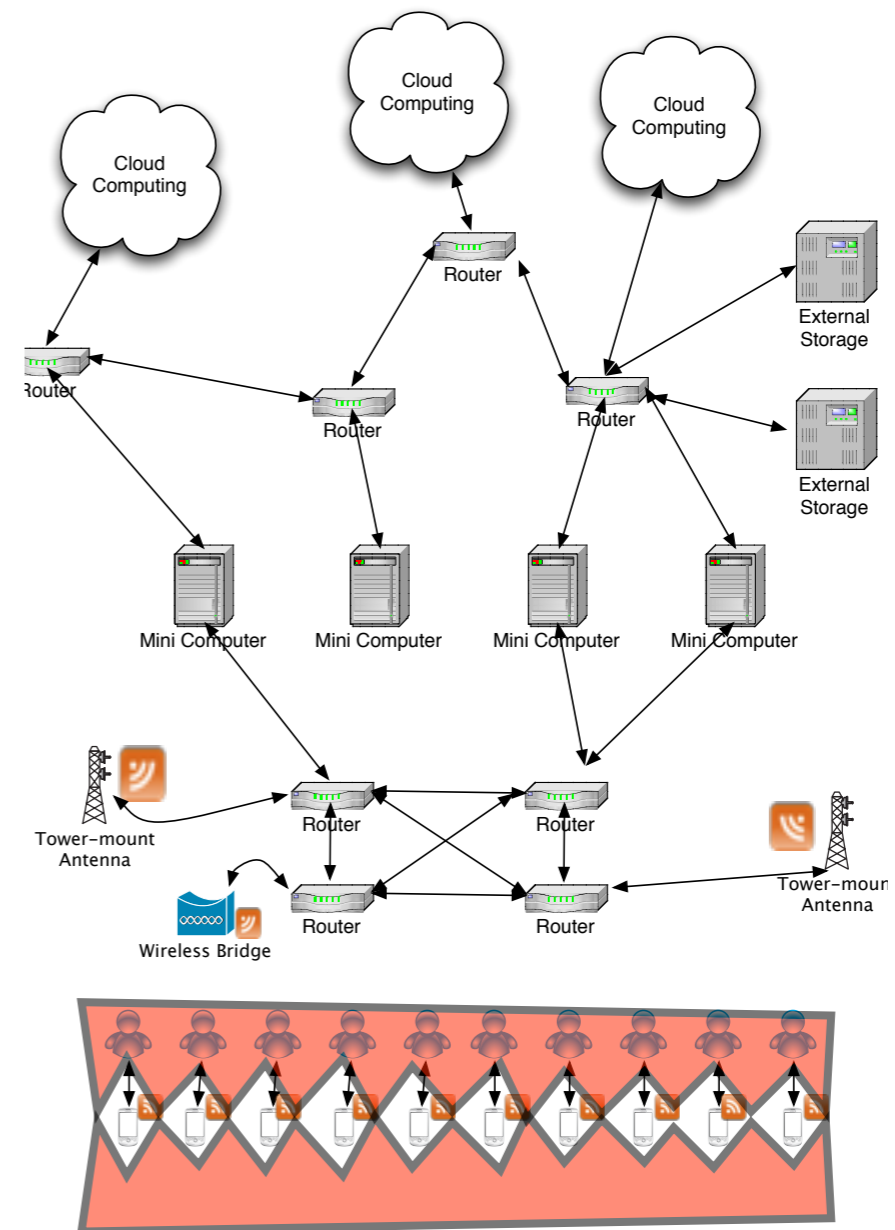 Cloud
Computing
Cloud
Computing
Cloud
Computing
Router
External
Storage
Router
Router
Router
External
Storage
Mini Computer
Mini Computer
Mini Computer
Mini Computer
Tower-mount
Antenna
Router
Router
Tower-moun
Antenna
Router
Router
Wireless Bridge